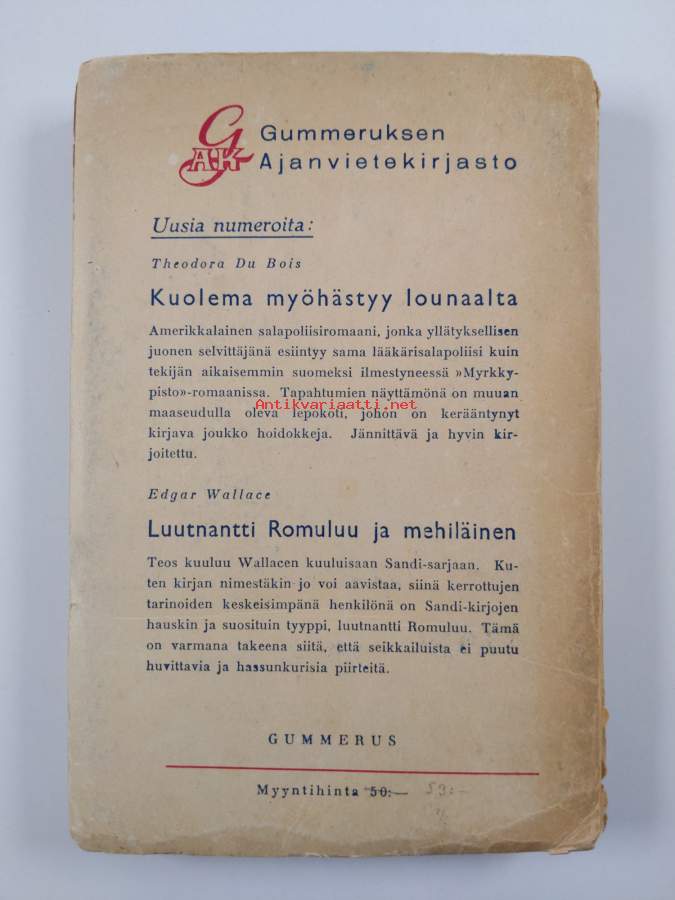 G
AK
Gummeruksen
Ajanvietekirjasto
Uusia numeroita:
Theodora Du Bois
Kuolema myöhästyy lounaalta
Amerikkalainen salapoliisiromaani, jonka yllätyksellisen
juonen selvittäjänä esiintyy sama lääkärisalapoliisi kuin
tekijän aikaisemmin suomeksi ilmestyneessä »Myrkky-
pisto»-romaanissa. Tapahtumien näyttämönä on muuan
Antikvariaatti.net
maaseudulla oleva lepokoti, johon on kerääntynyt
kirjava joukko hoidokkeja. Jännittävä ja hyvin kir-
joitettu.
Edgar Wallace
Luutnantti Romuluu ja mehiläinen
Teos kuuluu Wallacen kuuluisaan Sandi-sarjaan. Ku-
ten kirjan nimestäkin jo voi aavistaa, siinä kerrottujen
tarinoiden keskeisimpänä henkilönä on Sandi-kirjojen
hauskin ja suosituin tyyppi, luutnantti Romuluu. Tämä
on varmana takeena siitä, että seikkailuista ei puutu
huvittavia ja hassunkurisia piirteitä.
GUMMERUS
Myyntihinta 50:— 59:—